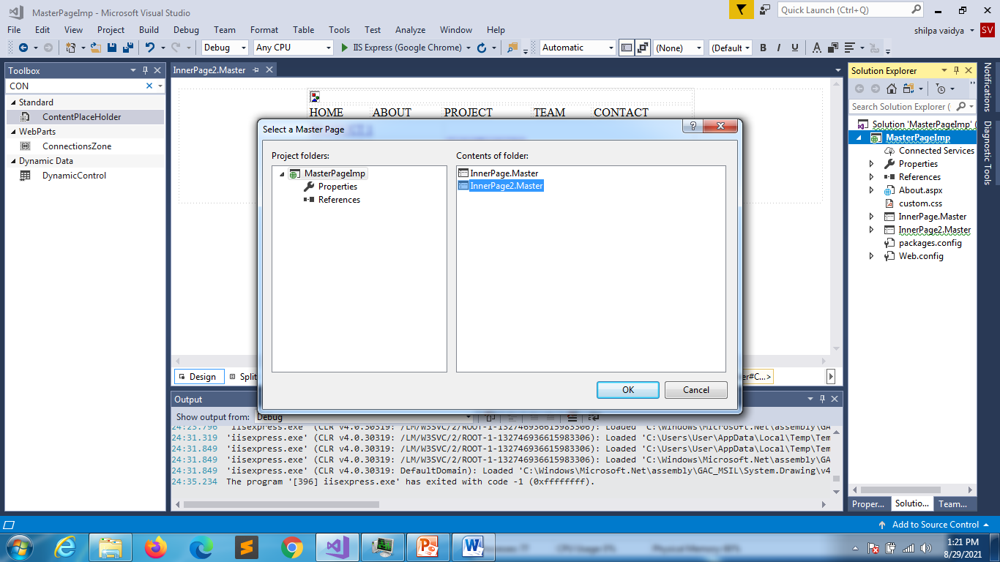 MasterPageImp - Microsoft Visual Studio
Quick Launch (Ctrl+Q)
File Edit View Project Build Debug Team Format Table Tools Test Analyze Window Help
shilpa vaidya SV
Debug Any CPU IIS Express (Google Chrome) Automatic (None) (Default B I U A
Toolbox
CON
Standard
ContentPlaceHolder
WebParts
ConnectionsZone
Dynamic Data
DynamicControl
InnerPage2.Master
HOME ABOUT PROJECT TEAM CONTACT
Select a Master Page
Project folders:
MasterPageImp
Properties
References
Contents of folder:
InnerPage.Master
InnerPage2.Master
OK Cancel
Design Split
er#C...>
Output
Show output from: Debug
24:23.796 'iisexpress.exe' (CLR v4.0.30319: /LM/W3SVC/2/ROOT-1-132746936615983306): Loaded 'C:\Windows\Microsoft.Net\assembly\GA
24:31.319 'iisexpress.exe' (CLR v4.0.30319: /LM/W3SVC/2/ROOT-1-132746936615983306): Loaded 'C:\Users\User\AppData\Local\Temp\Tem
24:31.849 'iisexpress.exe' (CLR v4.0.30319: /LM/W3SVC/2/ROOT-1-132746936615983306): Loaded 'C:\Users\User\AppData\Local\Temp\Tem
24:31.849 'iisexpress.exe' (CLR v4.0.30319: /LM/W3SVC/2/ROOT-1-132746936615983306): Loaded 'C:\Windows\Microsoft.Net\assembly\GA
24:31.849 'iisexpress.exe' (CLR v4.0.30319: DefaultDomain): Loaded 'C:\Windows\Microsoft.Net\assembly\GAC_MSIL\System.Drawing\v4
24:35.234 The program '[396] iisexpress.exe' has exited with code -1 (0xffffffff).
Solution Explorer
Search Solution Explorer (
Solution 'MasterPageImp' (
MasterPageImp
Connected Services
Properties
References
About.aspx
custom.css
InnerPage.Master
InnerPage2.Master
packages.config
Web.config
Proper... Solutio... Team...
Notifications
Diagnostic Tools
Add to Source Control
1:21 PM
8/29/2021